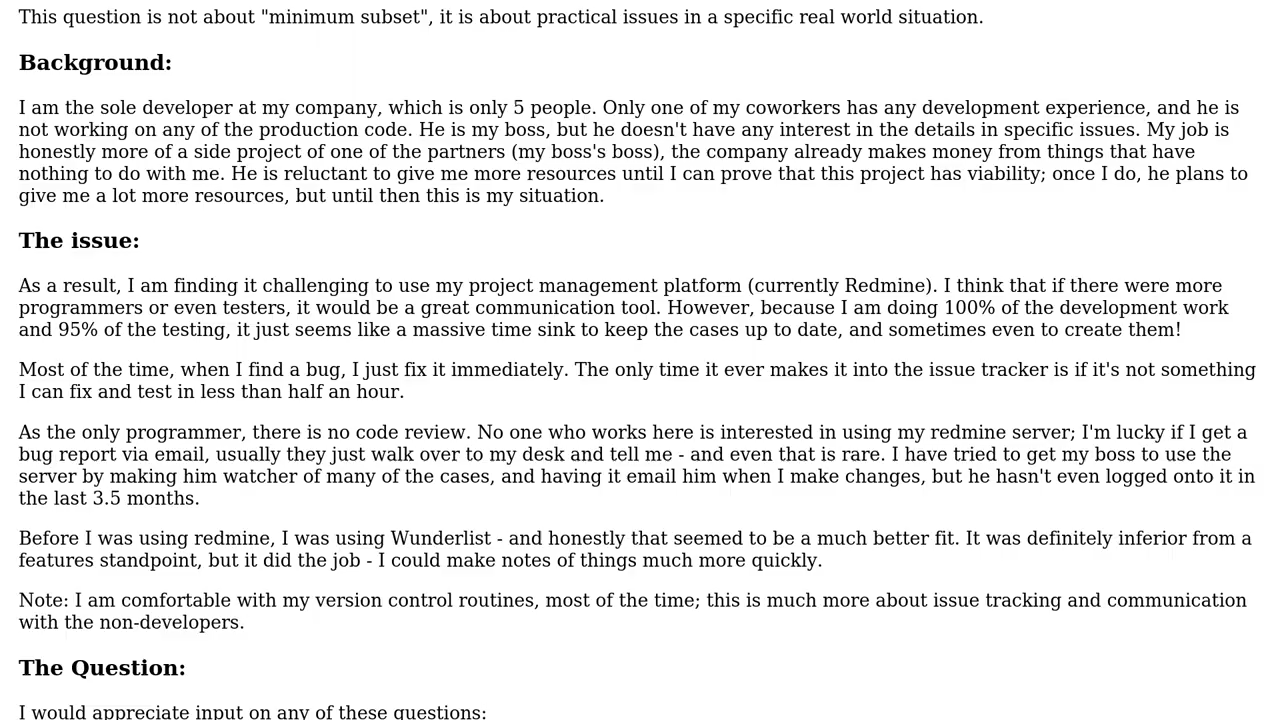 This question is not about "minimum subset", it is about practical issues in a specific real world situation.
Background:
I am the sole developer at my company, which is only 5 people. Only one of my coworkers has any development experience, and he is
not working on any of the production code. He is my boss, but he doesn't have any interest in the details in specific issues. My job is
honestly more of a side project of one of the partners (my boss's boss), the company already makes money from things that have
nothing to do with me. He is reluctant to give me more resources until I can prove that this project has viability; once I do, he plans to
give me a lot more resources, but until then this is my situation.
The issue:
As a result, I am finding it challenging to use my project management platform (currently Redmine). I think that if there were more
programmers or even testers, it would be a great communication tool. However, because I am doing 100% of the development work
and 95% of the testing, it just seems like a massive time sink to keep the cases up to date, and sometimes even to create them!
Most of the time, when I find a bug, I just fix it immediately. The only time it ever makes it into the issue tracker is if it's not something
I can fix and test in less than half an hour.
As the only programmer, there is no code review. No one who works here is interested in using my redmine server; I'm lucky if I get a
bug report via email, usually they just walk over to my desk and tell me - and even that is rare. I have tried to get my boss to use the
server by making him watcher of many of the cases, and having it email him when I make changes, but he hasn't even logged onto it in
the last 3.5 months.
Before I was using redmine, I was using Wunderlist - and honestly that seemed to be a much better fit. It was definitely inferior from a
features standpoint, but it did the job - I could make notes of things much more quickly.
Note: I am comfortable with my version control routines, most of the time; this is much more about issue tracking and communication
with the non-developers.
The Question:
I would appreciate input on any of these questions: